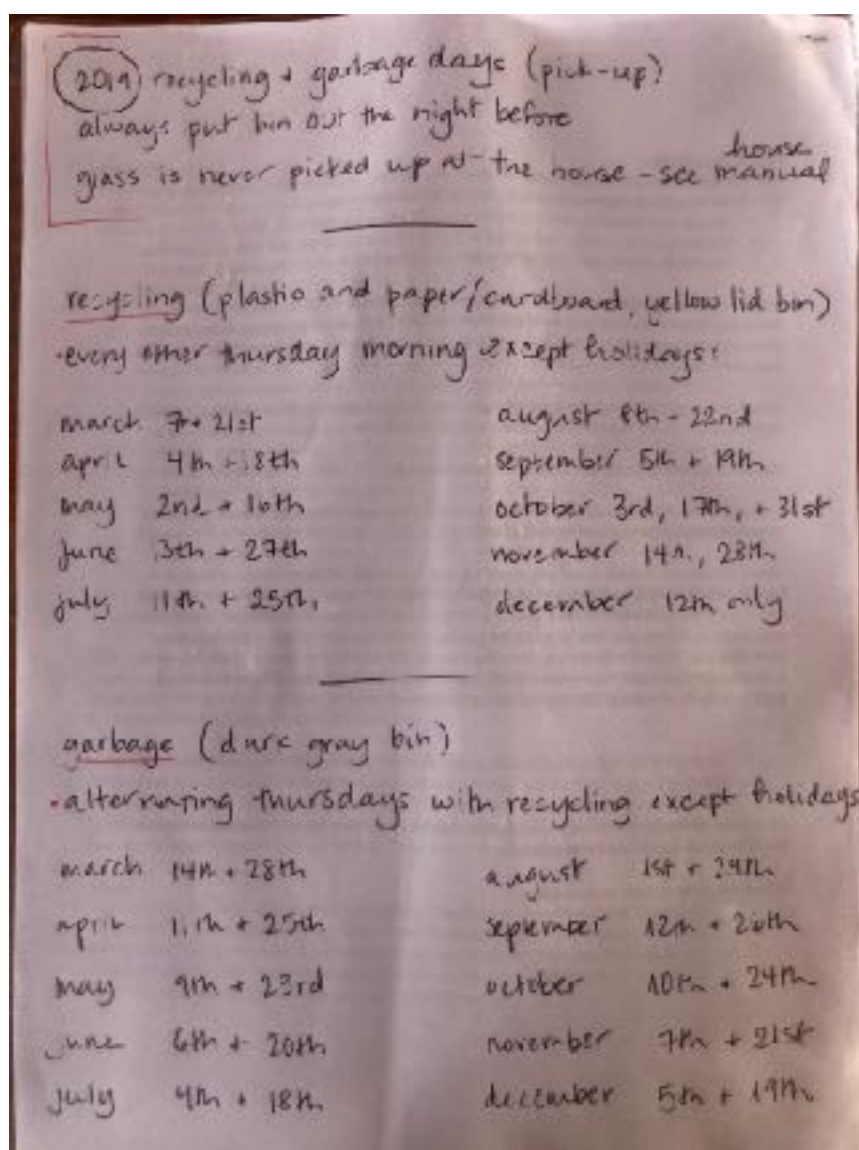 2019 recycling + garbage days (pick-up)
always put bin out the night before
glass is never picked up at the house - see house manual
recycling (plastic and paper/cardboard, yellow lid bin)
• every other thursday morning except holidays:
march 7 + 21st
april 4th + 18th
may 2nd + 16th
june 13th + 27th
july 11th + 25th
august 8th - 22nd
september 5th + 19th
october 3rd, 17th, + 31st
november 14th, 28th
december 12th only
garbage (dark gray bin)
• alternating thursdays with recycling except holidays
march 14th + 28th
april 11th + 25th
may 9th + 23rd
june 6th + 20th
july 4th + 18th
august 1st + 29th
september 12th + 26th
october 10th + 24th
november 7th + 21st
december 5th + 19th